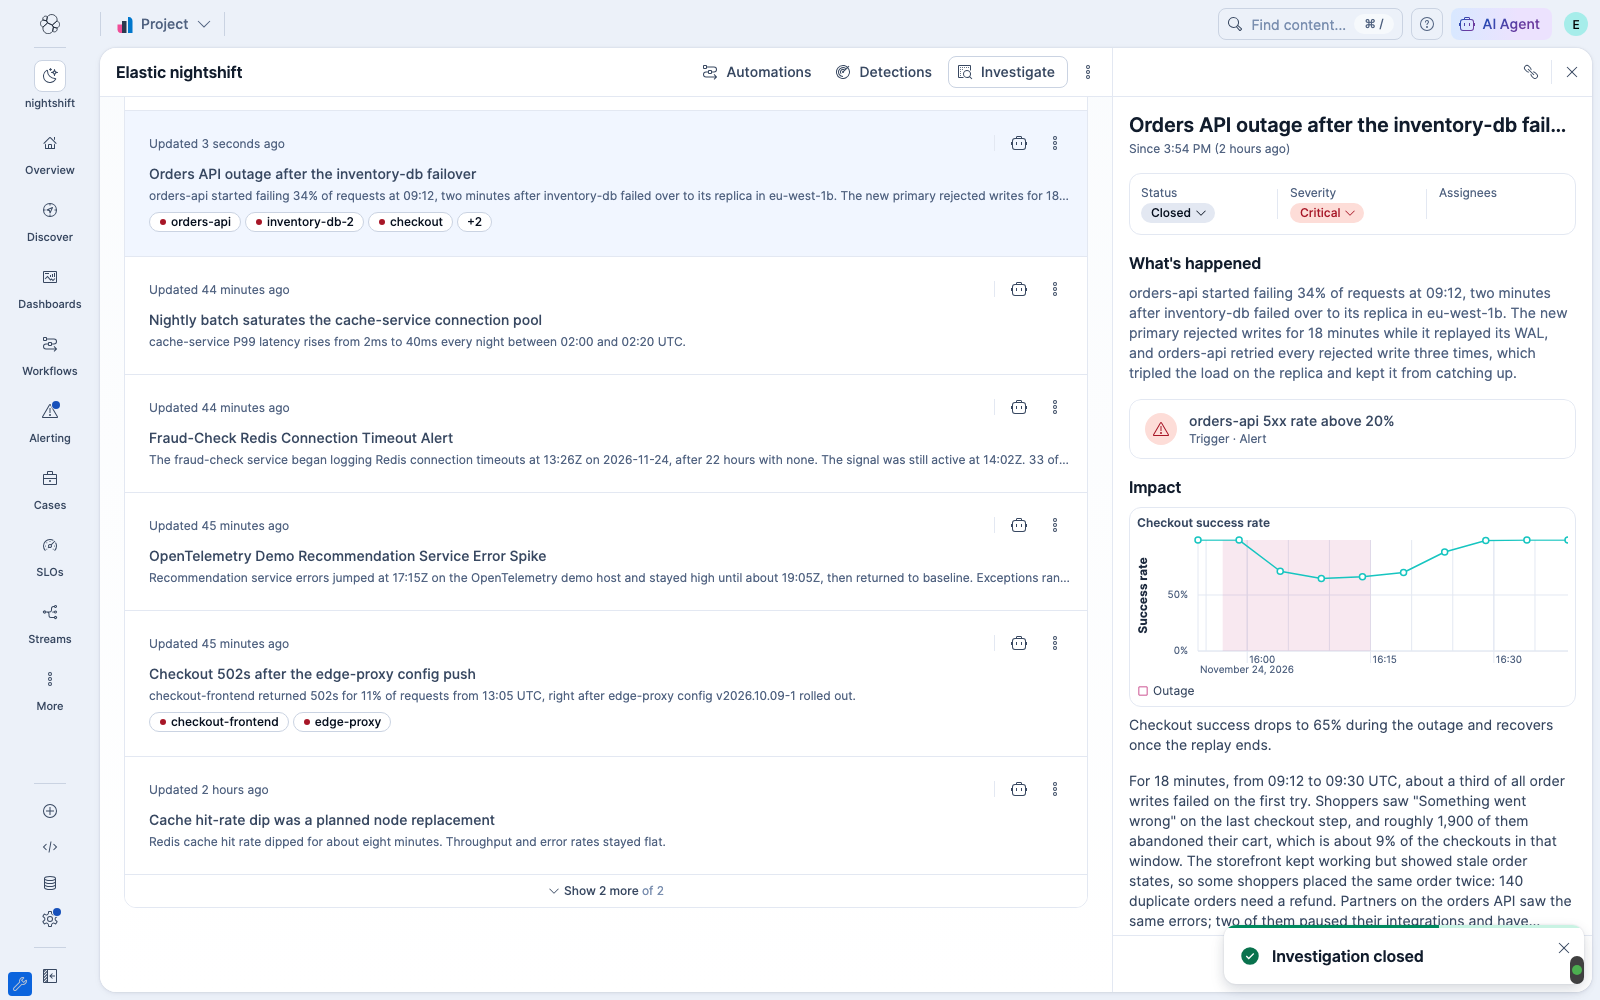 Project
Find content...
⌘ /
AI Agent
E
nightshift
Overview
Discover
Dashboards
Workflows
Alerting
Cases
SLOs
Streams
More
Elastic nightshift
Automations
Detections
Investigate
Updated 3 seconds ago
Orders API outage after the inventory-db failover
orders-api started failing 34% of requests at 09:12, two minutes after inventory-db failed over to its replica in eu-west-1b. The new primary rejected writes for 18...
orders-api
inventory-db-2
checkout
+2
Updated 44 minutes ago
Nightly batch saturates the cache-service connection pool
cache-service P99 latency rises from 2ms to 40ms every night between 02:00 and 02:20 UTC.
Updated 44 minutes ago
Fraud-Check Redis Connection Timeout Alert
The fraud-check service began logging Redis connection timeouts at 13:26Z on 2026-11-24, after 22 hours with none. The signal was still active at 14:02Z. 33 of...
Updated 45 minutes ago
OpenTelemetry Demo Recommendation Service Error Spike
Recommendation service errors jumped at 17:15Z on the OpenTelemetry demo host and stayed high until about 19:05Z, then returned to baseline. Exceptions ran...
Updated 45 minutes ago
Checkout 502s after the edge-proxy config push
checkout-frontend returned 502s for 11% of requests from 13:05 UTC, right after edge-proxy config v2026.10.09-1 rolled out.
checkout-frontend
edge-proxy
Updated 2 hours ago
Cache hit-rate dip was a planned node replacement
Redis cache hit rate dipped for about eight minutes. Throughput and error rates stayed flat.
Show 2 more of 2
Orders API outage after the inventory-db fail...
Since 3:54 PM (2 hours ago)
Status
Closed
Severity
Critical
Assignees
What's happened
orders-api started failing 34% of requests at 09:12, two minutes
after inventory-db failed over to its replica in eu-west-1b. The new
primary rejected writes for 18 minutes while it replayed its WAL,
and orders-api retried every rejected write three times, which
tripled the load on the replica and kept it from catching up.
orders-api 5xx rate above 20%
Trigger · Alert
Impact
Checkout success rate
Success rate
50%
0%
16:00
November 24, 2026
16:15
16:30
Outage
Checkout success drops to 65% during the outage and recovers
once the replay ends.
For 18 minutes, from 09:12 to 09:30 UTC, about a third of all order
writes failed on the first try. Shoppers saw "Something went
wrong" on the last checkout step, and roughly 1,900 of them
abandoned their cart, which is about 9% of the checkouts in that
window. The storefront kept working but showed stale order
states, so some shoppers placed the same order twice: 140
duplicate orders need a refund. Partners on the orders API saw the
same errors; two of them paused their integrations and have...
Investigation closed